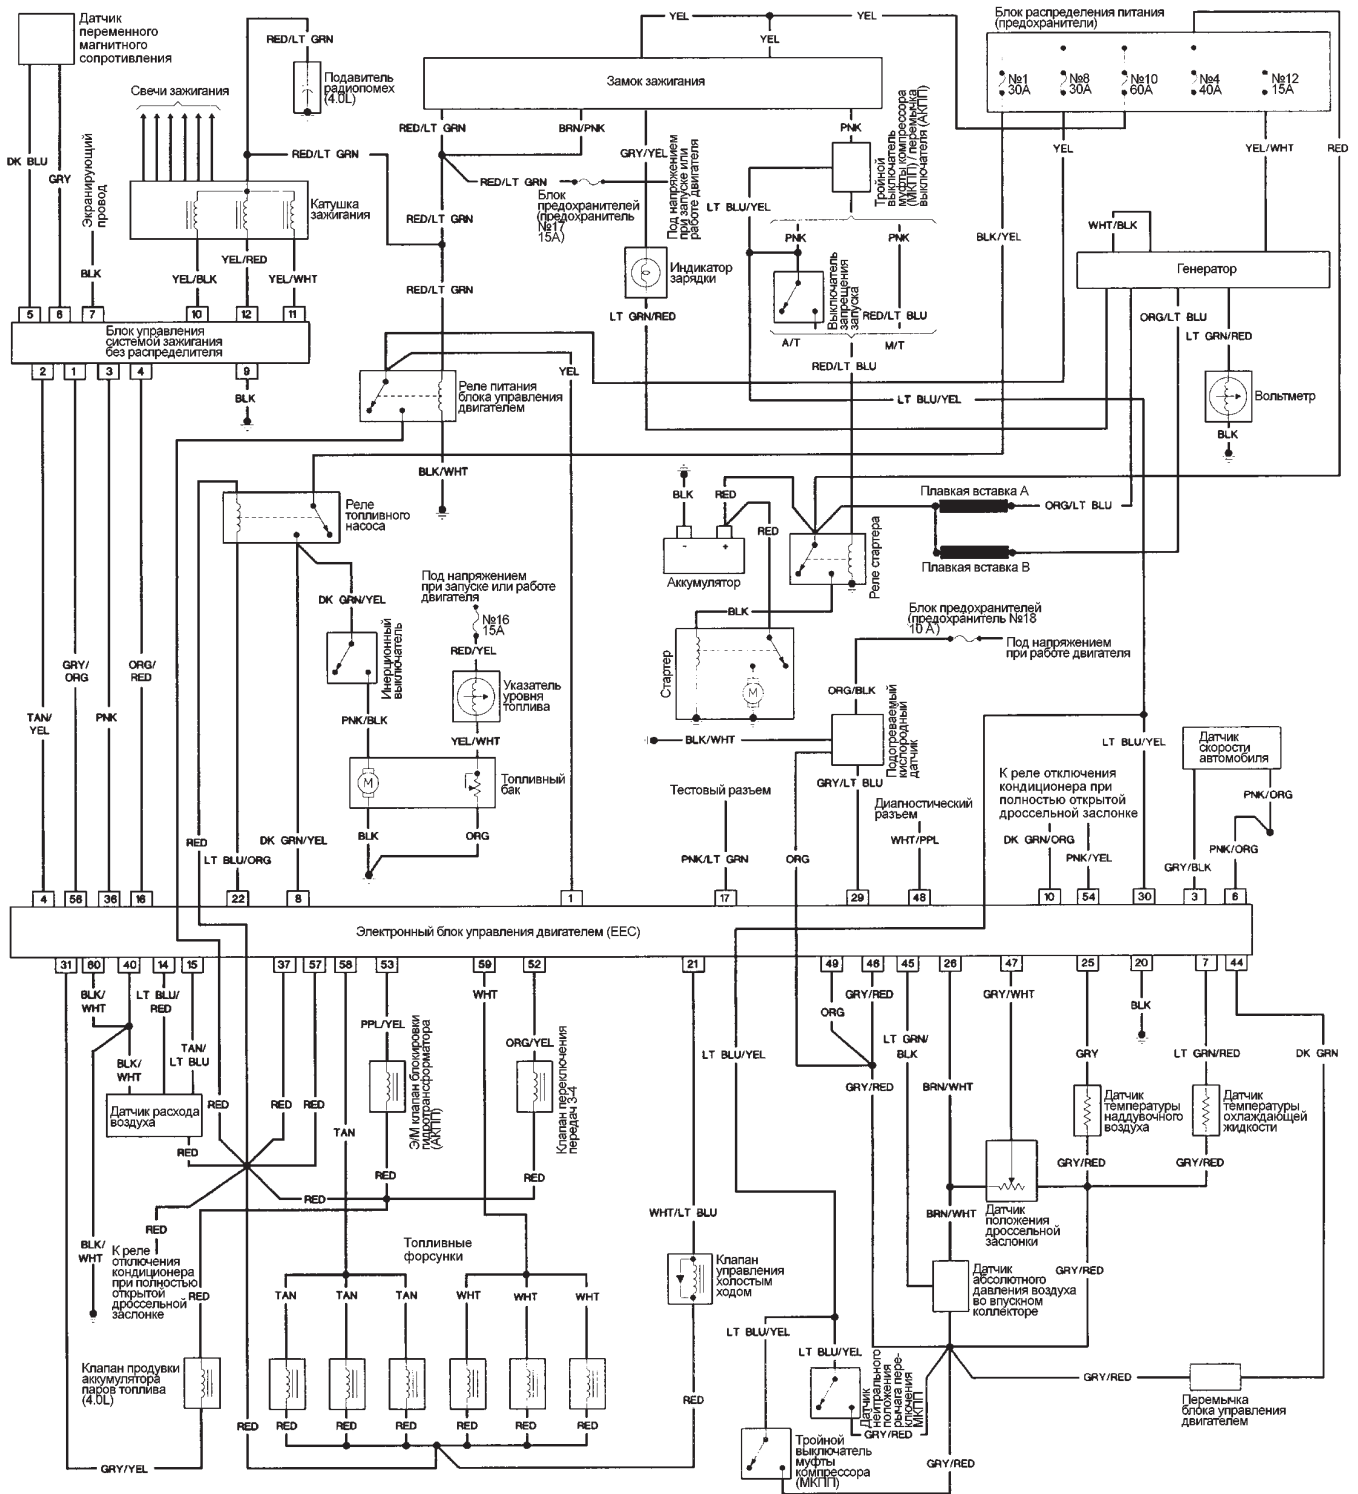 Датчик
переменного
магнитного
сопротивления
DK BLU
GRY
Свечи зажигания
Экранирующий
провод
BLK
RED/LT GRN
Подавитель
радиопомех
(4.0L)
RED/LT GRN
Катушка
зажигания
YEL/BLK
YEL/RED
YEL/WHT
5
6
7
10
12
11
Блок управления
системой зажигания
без распределителя
2
1
3
4
9
BLK
YEL
YEL
YEL
Замок зажигания
RED/LT GRN
BRN/PNK
GRY/YEL
PNK
RED/LT GRN
Блок
предохранителей
(предохранитель
№17
15А)
Под напряжением
при запуске или
работе двигателя
RED/LT GRN
RED/LT GRN
Индикатор
зарядки
LT GRN/RED
Тройной
выключатель
муфты компрессора
(МКПП) / перемычка
выключателя (АКПП)
LT BLU/YEL
PNK
PNK
Выключатель
запрещения
запуска
RED/LT BLU
A/T
M/T
RED/LT BLU
Блок распределения питания
(предохранители)
№1
30А
№8
30А
№10
60А
№4
40А
№12
15А
YEL
YEL/WHT
RED
BLK/YEL
WHT/BLK
Генератор
ORG/LT BLU
LT GRN/RED
Вольтметр
BLK
YEL
Реле питания
блока управления
двигателем
LT BLU/YEL
BLK/WHT
Реле
топливного
насоса
BLK
RED
RED
Аккумулятор
-
+
Плавкая вставка А
ORG/LT BLU
Плавкая вставка В
Реле стартера
BLK
Под напряжением
при запуске или работе
двигателя
№16
15А
RED/YEL
DK GRN/YEL
Инерционный
выключатель
Указатель
уровня
топлива
PNK/BLK
YEL/WHT
M
Топливный
бак
BLK
ORG
Стартер
M
Блок предохранителей
(предохранитель №18
10 А)
Под напряжением
при работе двигателя
ORG/BLK
BLK/WHT
Подогреваемый
кислородный
датчик
GRY/LT BLU
TAN/
YEL
GRY/
ORG
PNK
ORG/
RED
RED
LT BLU/ORG
DK GRN/YEL
Тестовый разъем
PNK/LT GRN
ORG
Диагностический
разъем
WHT/PPL
К реле отключения
кондиционера при
полностью открытой
дроссельной заслонке
DK GRN/ORG
PNK/YEL
LT BLU/YEL
Датчик
скорости
автомобиля
PNK/ORG
PNK/ORG
GRY/BLK
4
56
36
16
22
8
1
17
29
48
10
54
30
3
6
Электронный блок управления двигателем (EEC)
31
60
40
14
15
37
57
58
53
59
52
21
49
46
45
26
47
25
20
7
44
BLK/
WHT
LT BLU/
RED
BLK/
WHT
TAN/
LT BLU
Датчик расхода
воздуха
RED
RED
RED
RED
TAN
PPL/YEL
Э/М клапан блокировки
гидротрансформатора
(АКПП)
RED
WHT
ORG/YEL
Клапан переключения
передач 3-4
RED
RED
RED
BLK/
WHT
К реле
отключения
кондиционера
при полностью
открытой
дроссельной
заслонке
RED
Клапан продувки
аккумулятора
паров топлива
(4.0L)
GRY/YEL
Топливные
форсунки
TAN
TAN
TAN
WHT
WHT
WHT
RED
RED
RED
RED
RED
RED
RED
WHT/LT BLU
Клапан
управления
холостым
ходом
RED
LT BLU/YEL
ORG
GRY/RED
GRY/RED
LT GRN/
BLK
BRN/WHT
GRY/WHT
GRY
BLK
LT GRN/RED
DK GRN
Датчик
температуры
наддувочного
воздуха
Датчик
температуры
охлаждающей
жидкости
GRY/RED
GRY/RED
BRN/WHT
Датчик
положения
дроссельной
заслонки
GRY/RED
Датчик
абсолютного
давления воздуха
во впускном
коллекторе
LT BLU/YEL
LT BLU/YEL
Датчик
нейтрального
положения
рычага пере-
ключения
МКПП
GRY/RED
Тройной
выключатель
муфты
компрессора
(МКПП)
GRY/RED
GRY/RED
Перемычка
блока управления
двигателем